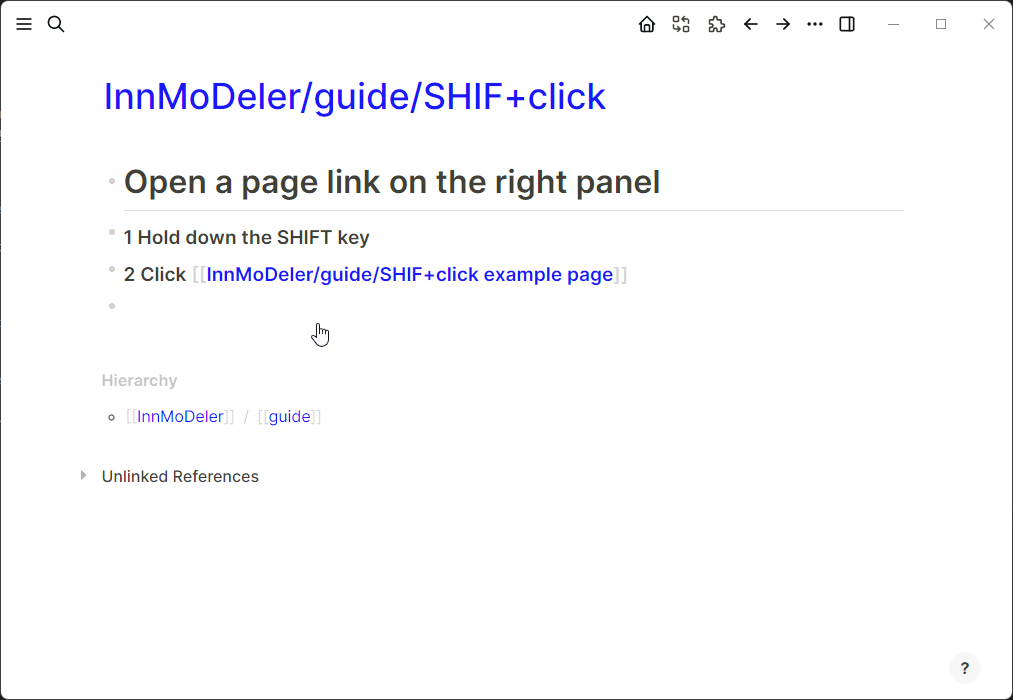 InnMoDeler/guide/SHIF+click
Open a page link on the right panel
1 Hold down the SHIFT key
2 Click [[InnMoDeler/guide/SHIF+click example page]]
Hierarchy
[[InnMoDeler]] / [[guide]]
Unlinked References
?